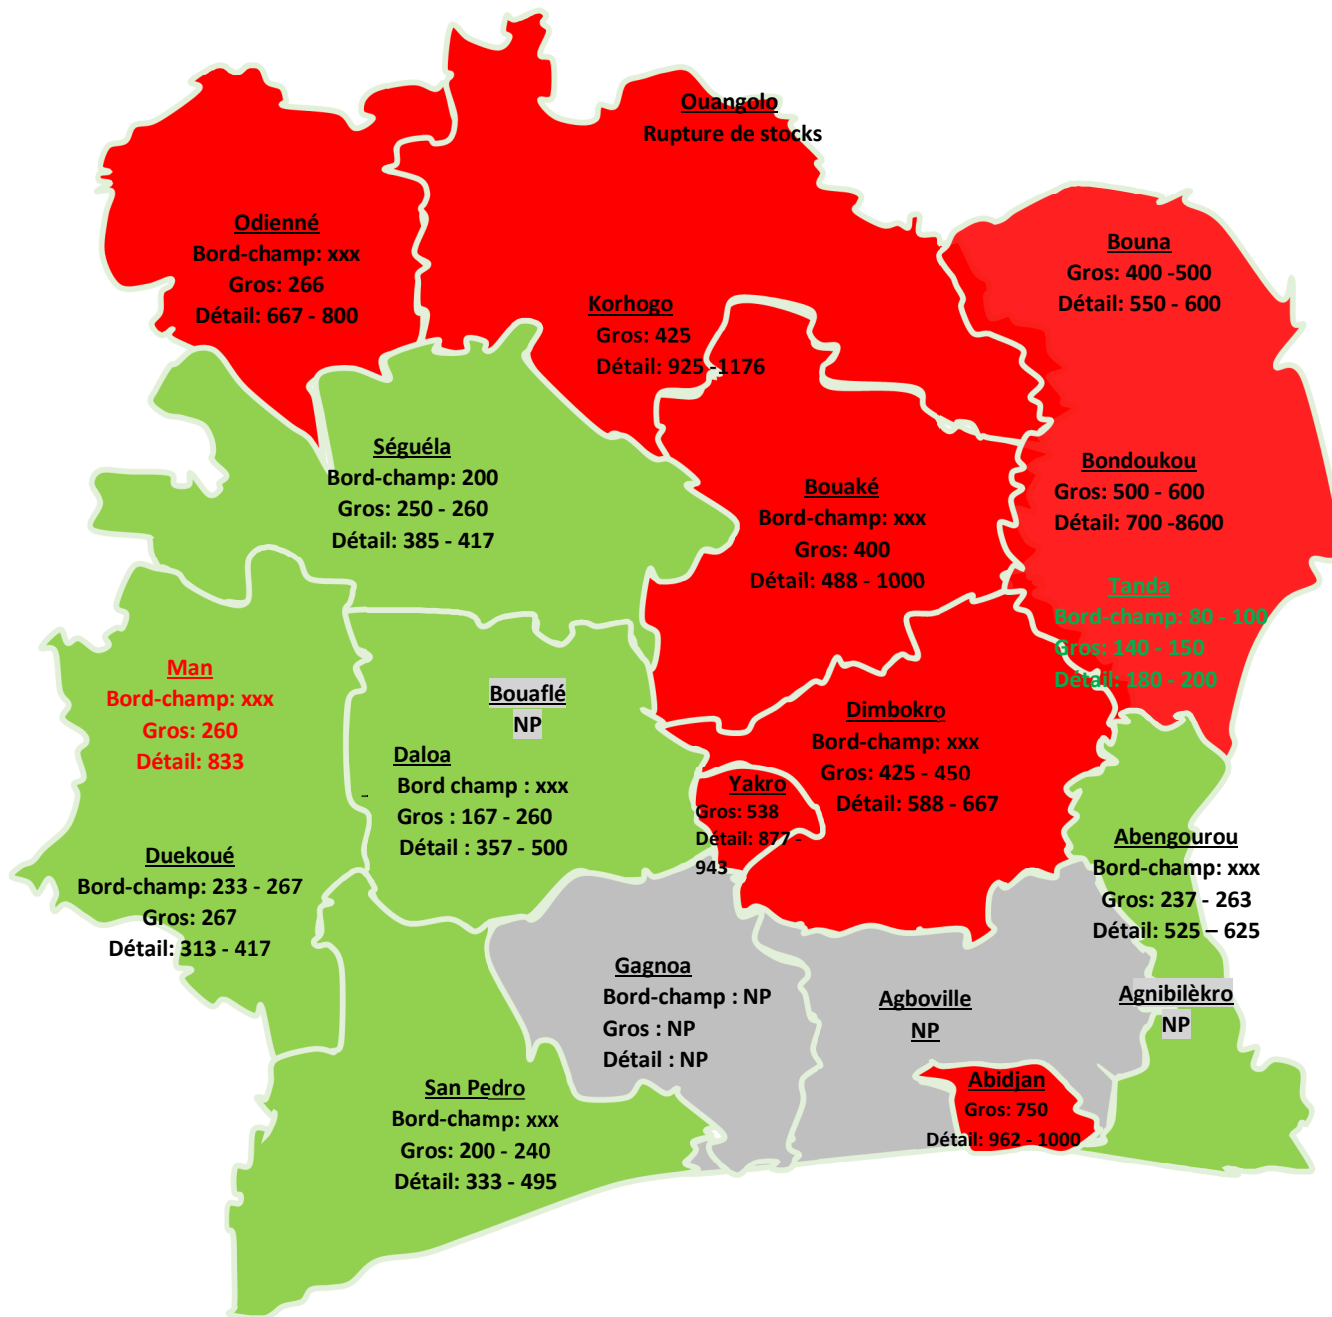 Ouangolo
Rupture de stocks
Odienné
Bord-champ: xxx
Gros: 266
Détail: 667 - 800
Bouna
Gros: 400 -500
Détail: 550 - 600
Korhogo
Gros: 425
Détail: 925 -1176
Séguéla
Bord-champ: 200
Gros: 250 - 260
Détail: 385 - 417
Bouaké
Bord-champ: xxx
Gros: 400
Détail: 488 - 1000
Bondoukou
Gros: 500 - 600
Détail: 700 -8600
Tanda
Bord-champ: 80 - 100
Gros: 140 - 150
Détail: 180 - 200
Man
Bord-champ: xxx
Gros: 260
Détail: 833
Bouaflé
NP
Daloa
Bord champ : xxx
Gros : 167 - 260
Détail : 357 - 500
Dimbokro
Bord-champ: xxx
Gros: 425 - 450
Détail: 588 - 667
Yakro
Gros: 538
Détail: 877 -
943
Duekoué
Bord-champ: 233 - 267
Gros: 267
Détail: 313 - 417
Abengourou
Bord-champ: xxx
Gros: 237 - 263
Détail: 525 – 625
Gagnoa
Bord-champ : NP
Gros : NP
Détail : NP
Agboville
NP
Agnibilèkro
NP
San Pedro
Bord-champ: xxx
Gros: 200 - 240
Détail: 333 - 495
Abidjan
Gros: 750
Détail: 962 - 1000